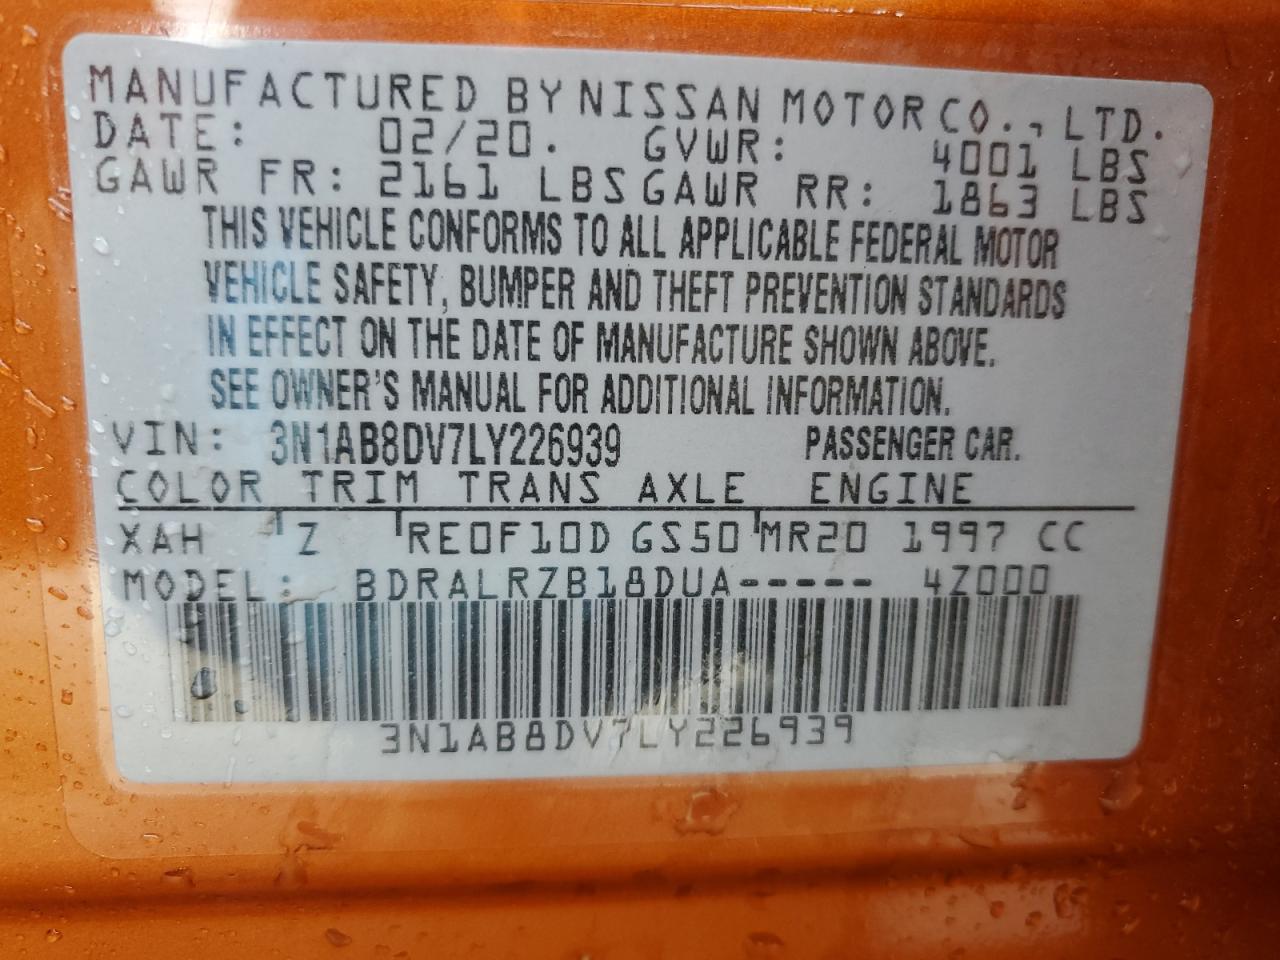 MANUFACTURED BY NISSAN MOTOR CO., LTD.
DATE: 02/20. GVWR: 4001 LBS
GAWR FR: 2161 LBS GAWR RR: 1863 LBS
THIS VEHICLE CONFORMS TO ALL APPLICABLE FEDERAL MOTOR
VEHICLE SAFETY, BUMPER AND THEFT PREVENTION STANDARDS
IN EFFECT ON THE DATE OF MANUFACTURE SHOWN ABOVE.
SEE OWNER'S MANUAL FOR ADDITIONAL INFORMATION.
VIN: 3N1AB8DV7LY226939 PASSENGER CAR.
COLOR TRIM TRANS AXLE ENGINE
XAH Z RE0F10D GS50 MR20 1997 CC
MODEL: BDRALRZB18DUA----- 4Z000
3N1AB8DV7LY226939